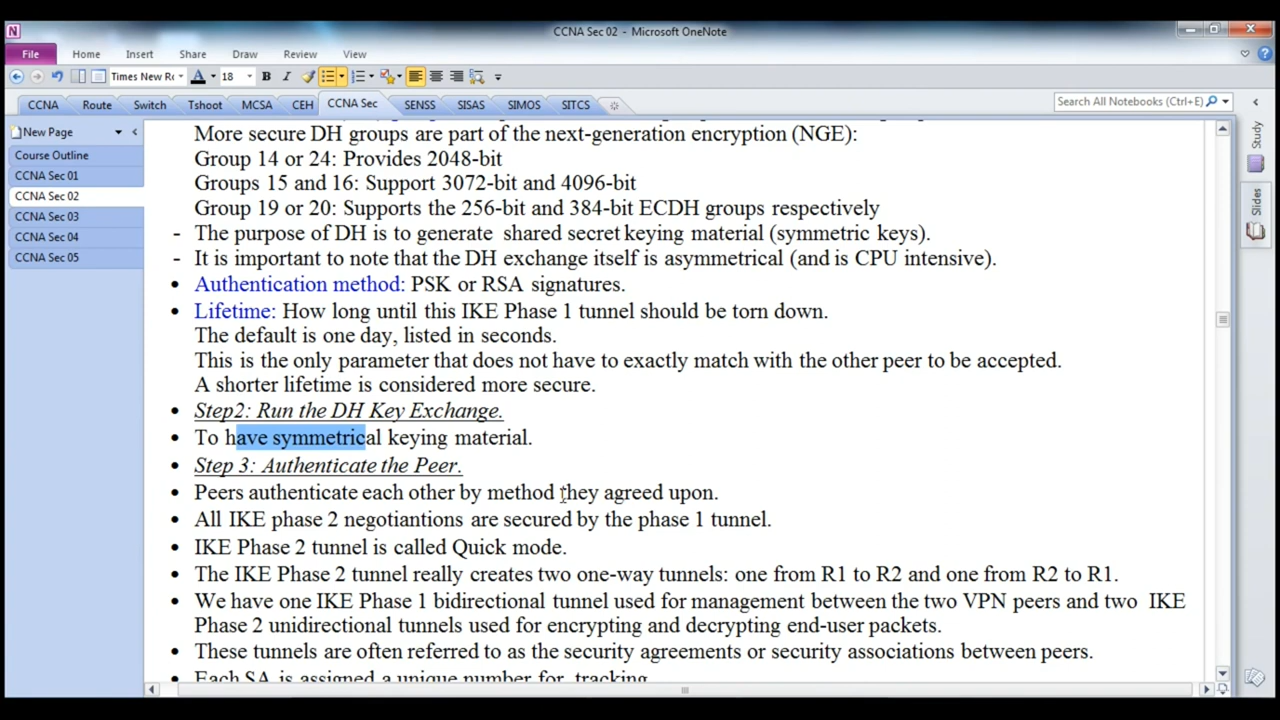 CCNA Sec 02 - Microsoft OneNote
File Home Insert Share Draw Review View
Times New Rc 18 B I A
CCNA Route Switch Tshoot MCSA CEH CCNA Sec SENSS SISAS SIMOS SITCS
Search All Notebooks (Ctrl+E)
New Page
Course Outline
CCNA Sec 01
CCNA Sec 02
CCNA Sec 03
CCNA Sec 04
CCNA Sec 05
More secure DH groups are part of the next-generation encryption (NGE):
Group 14 or 24: Provides 2048-bit
Groups 15 and 16: Support 3072-bit and 4096-bit
Group 19 or 20: Supports the 256-bit and 384-bit ECDH groups respectively
- The purpose of DH is to generate shared secret keying material (symmetric keys).
- It is important to note that the DH exchange itself is asymmetrical (and is CPU intensive).
• Authentication method: PSK or RSA signatures.
• Lifetime: How long until this IKE Phase 1 tunnel should be torn down.
The default is one day, listed in seconds.
This is the only parameter that does not have to exactly match with the other peer to be accepted.
A shorter lifetime is considered more secure.
• Step2: Run the DH Key Exchange.
• To have symmetrical keying material.
• Step 3: Authenticate the Peer.
• Peers authenticate each other by method they agreed upon.
• All IKE phase 2 negotiantions are secured by the phase 1 tunnel.
• IKE Phase 2 tunnel is called Quick mode.
• The IKE Phase 2 tunnel really creates two one-way tunnels: one from R1 to R2 and one from R2 to R1.
• We have one IKE Phase 1 bidirectional tunnel used for management between the two VPN peers and two IKE
Phase 2 unidirectional tunnels used for encrypting and decrypting end-user packets.
• These tunnels are often referred to as the security agreements or security associations between peers.
• Each SA is assigned a unique number for tracking.
Study
Slides